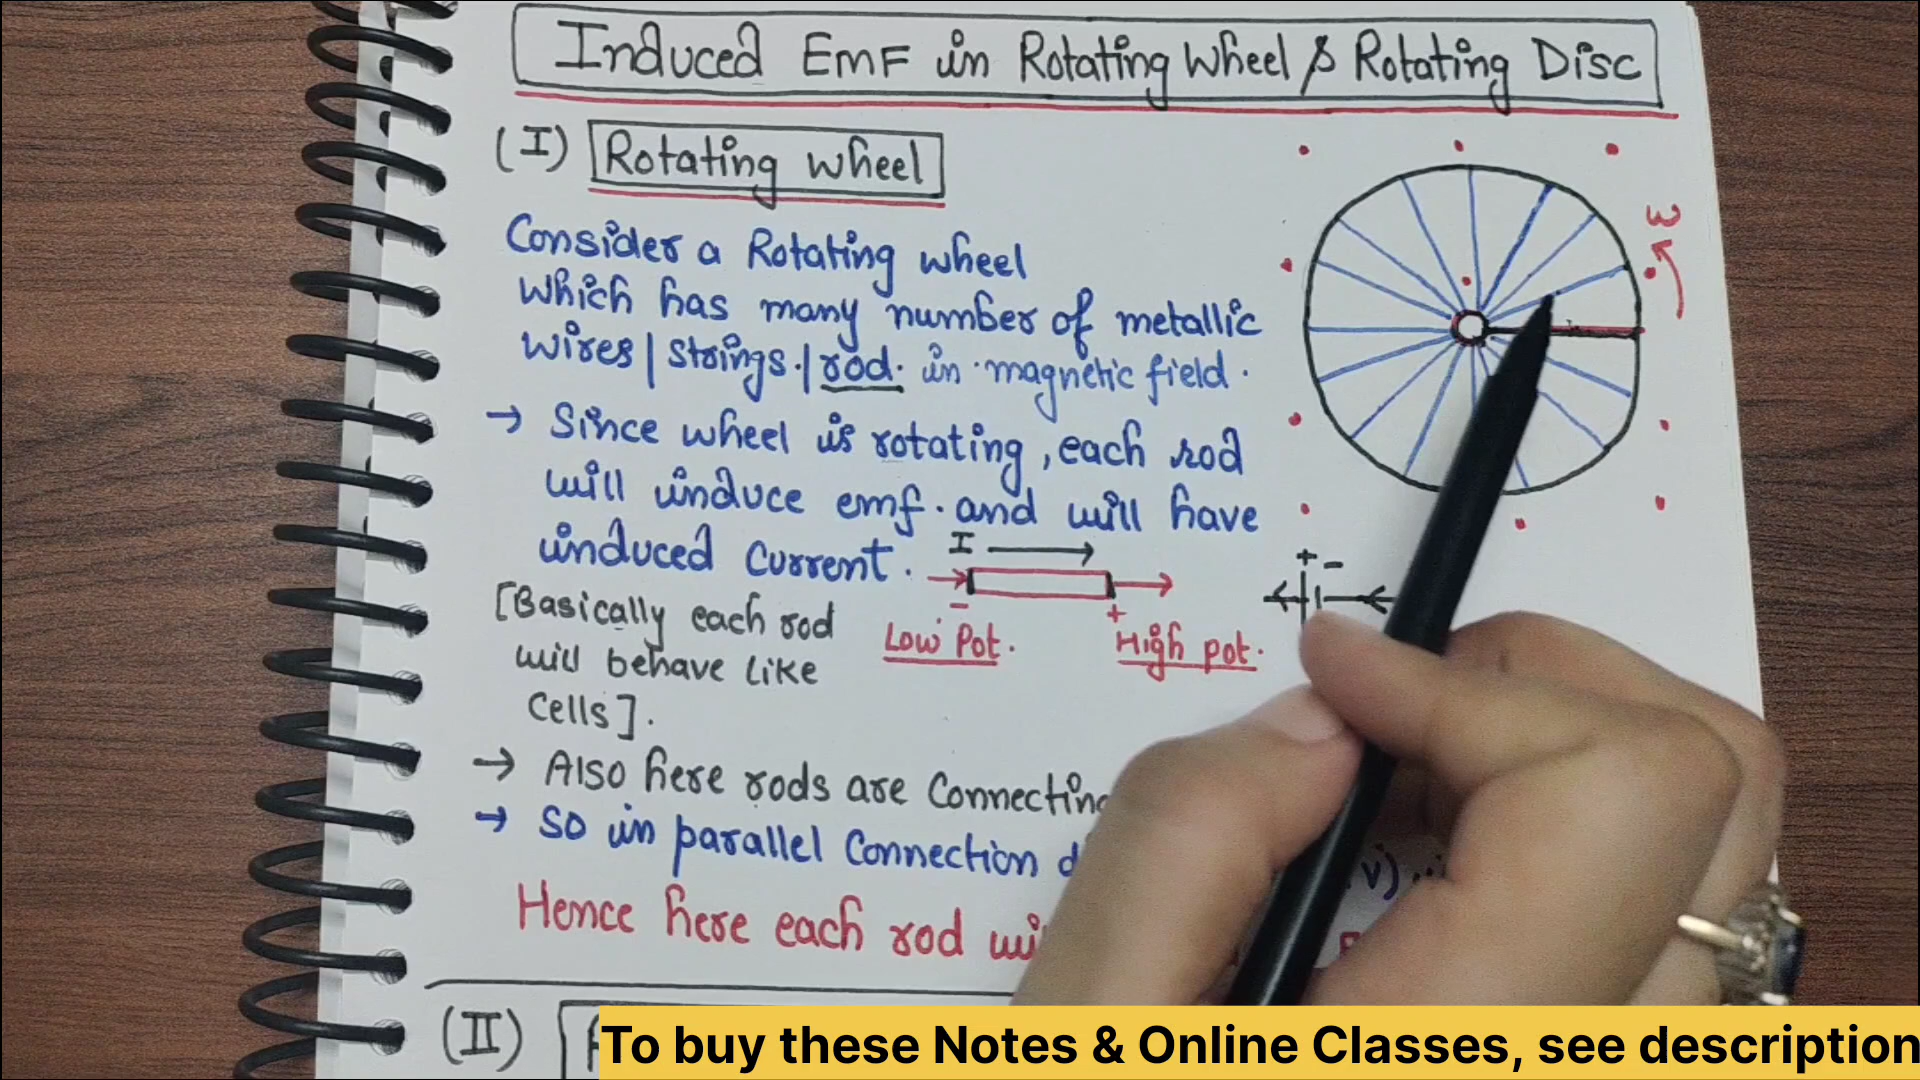 Induced EmF in Rotating Wheel & Rotating Disc
(I) Rotating wheel
Consider a Rotating wheel
which has many number of metallic
wires/strings./rod. in magnetic field.
→ Since wheel is rotating, each rod
will induce emf. and will have
induced current.
I
- +
Low Pot. High pot.
+ -
ω
[Basically each rod
will behave like
cells].
→ Also here rods are connecting
→ So in parallel connection
v)...
Hence here each rod
(II)
To buy these Notes & Online Classes, see description